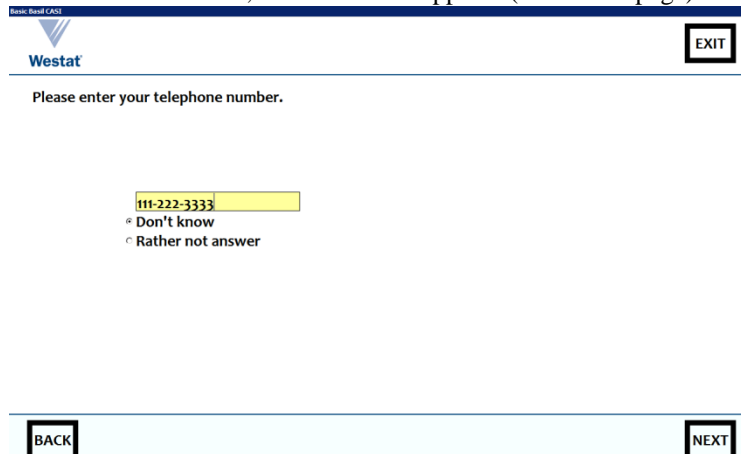 Basic Basil CASI
Westat
EXIT
Please enter your telephone number.
111-222-3333
Don't know
Rather not answer
BACK
NEXT